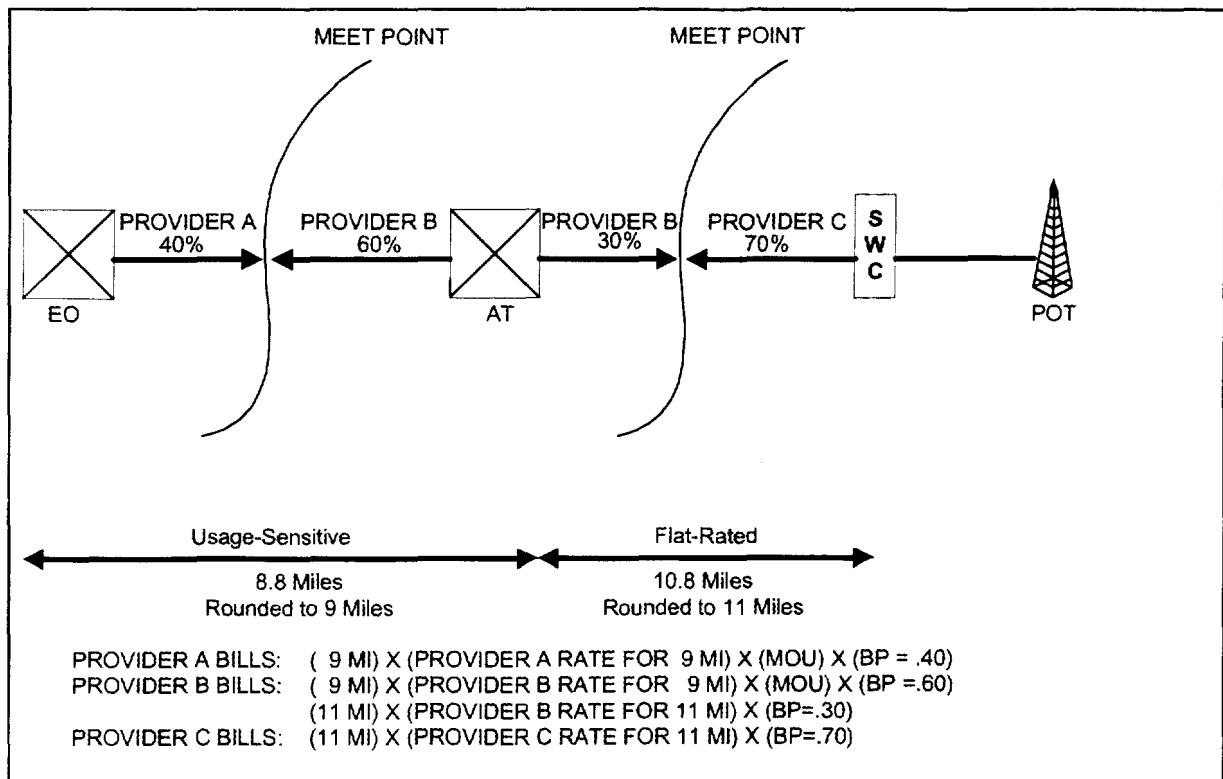 MEET POINT
MEET POINT
PROVIDER A
40%
PROVIDER B
60%
PROVIDER B
30%
PROVIDER C
70%
S
W
C
EO
AT
POT
Usage-Sensitive
Flat-Rated
8.8 Miles
Rounded to 9 Miles
10.8 Miles
Rounded to 11 Miles
PROVIDER A BILLS: ( 9 MI) X (PROVIDER A RATE FOR 9 MI) X (MOU) X (BP = .40)
PROVIDER B BILLS: ( 9 MI) X (PROVIDER B RATE FOR 9 MI) X (MOU) X (BP =.60)
(11 MI) X (PROVIDER B RATE FOR 11 MI) X (BP=.30)
PROVIDER C BILLS: (11 MI) X (PROVIDER C RATE FOR 11 MI) X (BP=.70)